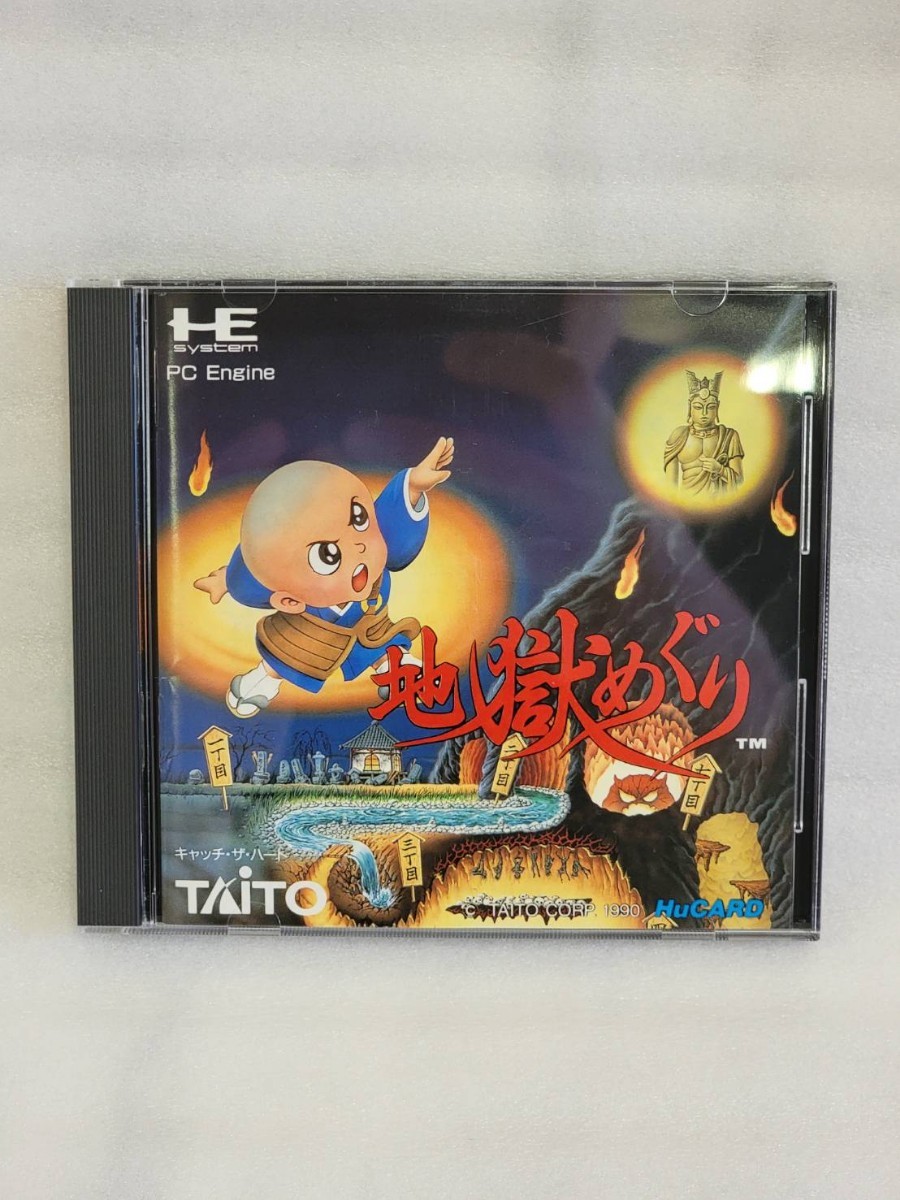 HE
system
PC Engine
地獄めぐり
TM
一丁目
二丁目
七丁目
三丁目
キャッチ・ザ・ハート
TAITO
© TAITO CORP. 1990
HuCARD